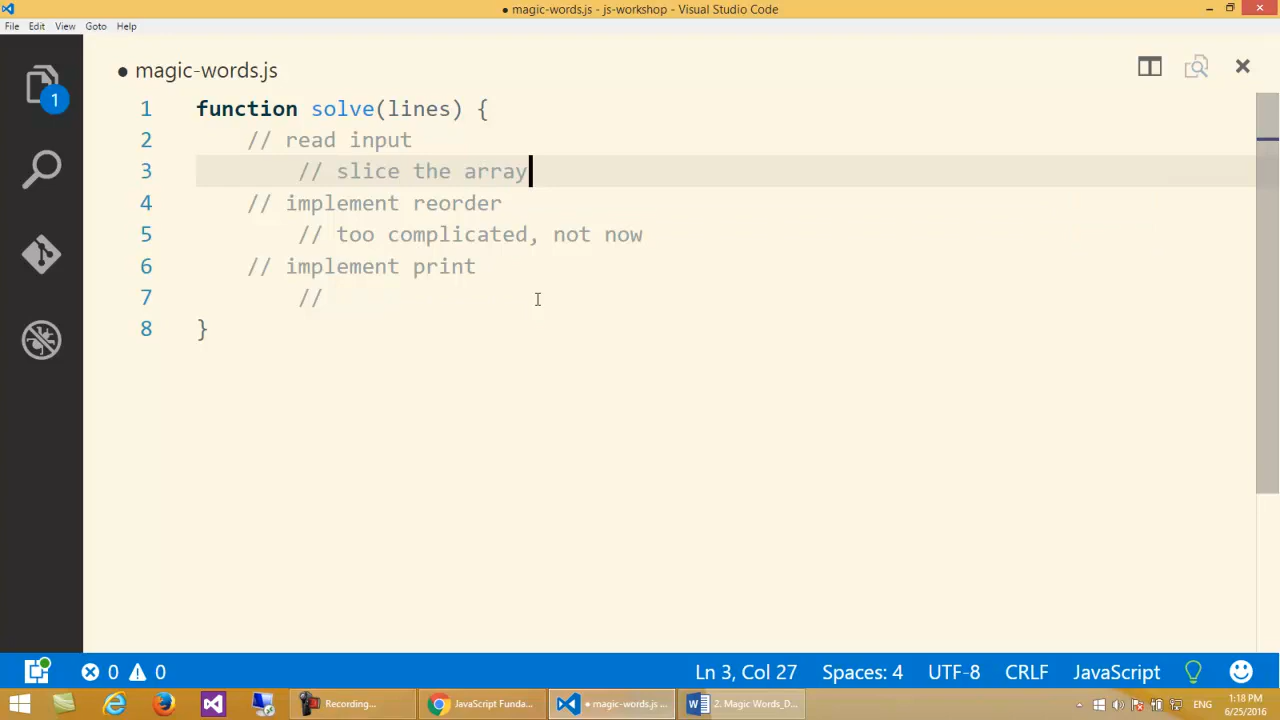 ● magic-words.js - js-workshop - Visual Studio Code
File Edit View Goto Help
● magic-words.js
1
1 function solve(lines) {
2 // read input
3 // slice the array
4 // implement reorder
5 // too complicated, not now
6 // implement print
7 //
8 }
0 0 Ln 3, Col 27 Spaces: 4 UTF-8 CRLF JavaScript
Recording... JavaScript Funda... ● magic-words.js ... 2. Magic Words_D... ENG 1:18 PM
6/25/2016